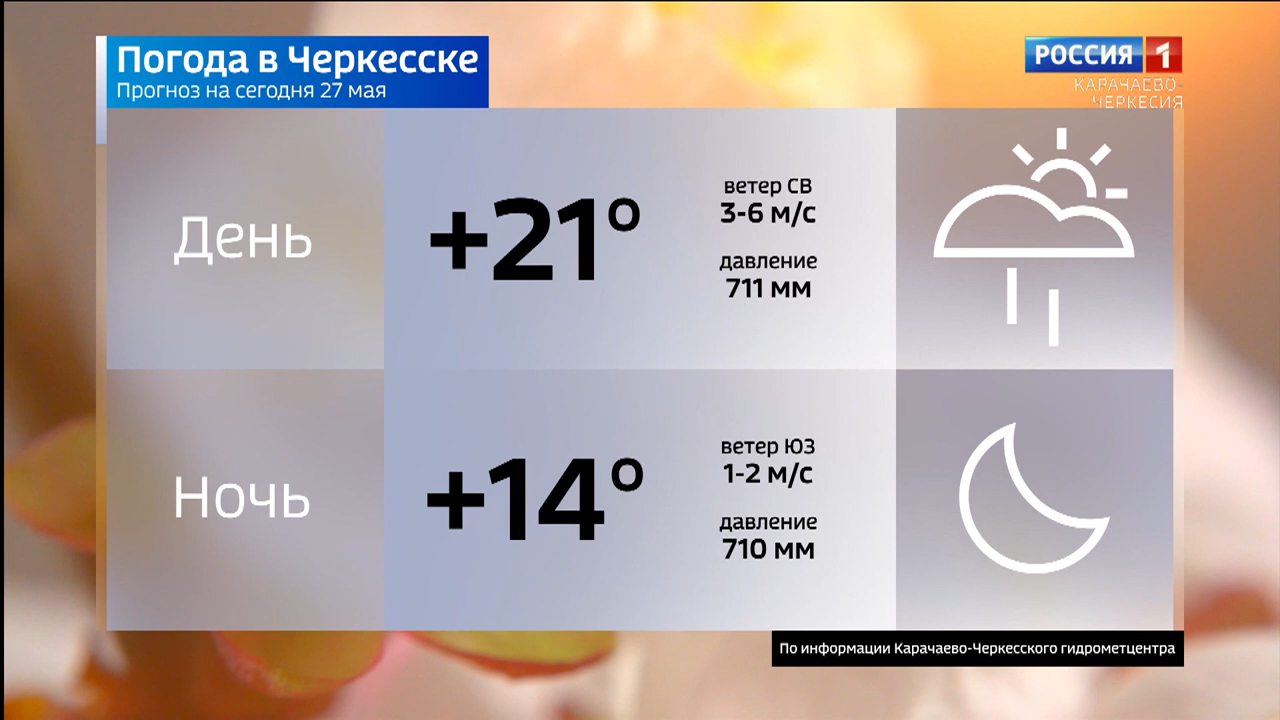 Погода в Черкесске
Прогноз на сегодня 27 мая
РОССИЯ 1
КАРАЧАЕВО-
ЧЕРКЕСИЯ
День
+21°
ветер СВ
3-6 м/с
давление
711 мм
Ночь
+14°
ветер ЮЗ
1-2 м/с
давление
710 мм
По информации Карачаево-Черкесского гидрометцентра